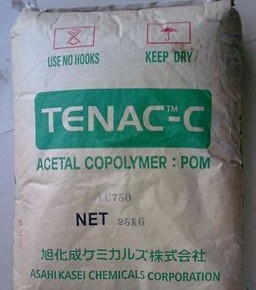 USE NO HOOKS KEEP DRY
TENAC™-C
ACETAL COPOLYMER : POM
LC750
NET 25KG
旭化成ケミカルズ株式会社
ASAHI KASEI CHEMICALS CORPORATION